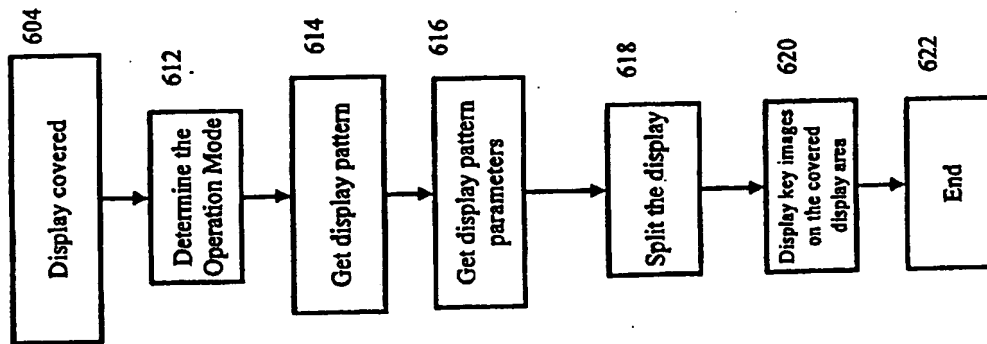 604
Display covered
612
Determine the
Operation Mode
614
Get display pattern
616
Get display pattern
parameters
618
Split the display
620
Display key images
on the covered
display area
622
End